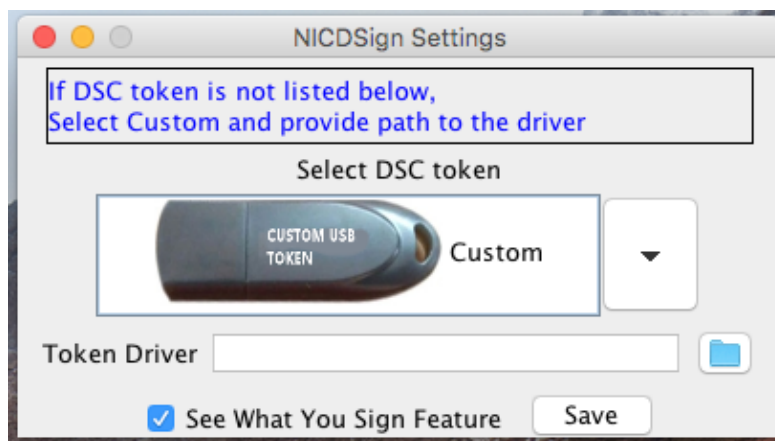 NICDSign Settings
If DSC token is not listed below,
Select Custom and provide path to the driver
Select DSC token
CUSTOM USB
TOKEN
Custom
Token Driver
See What You Sign Feature
Save